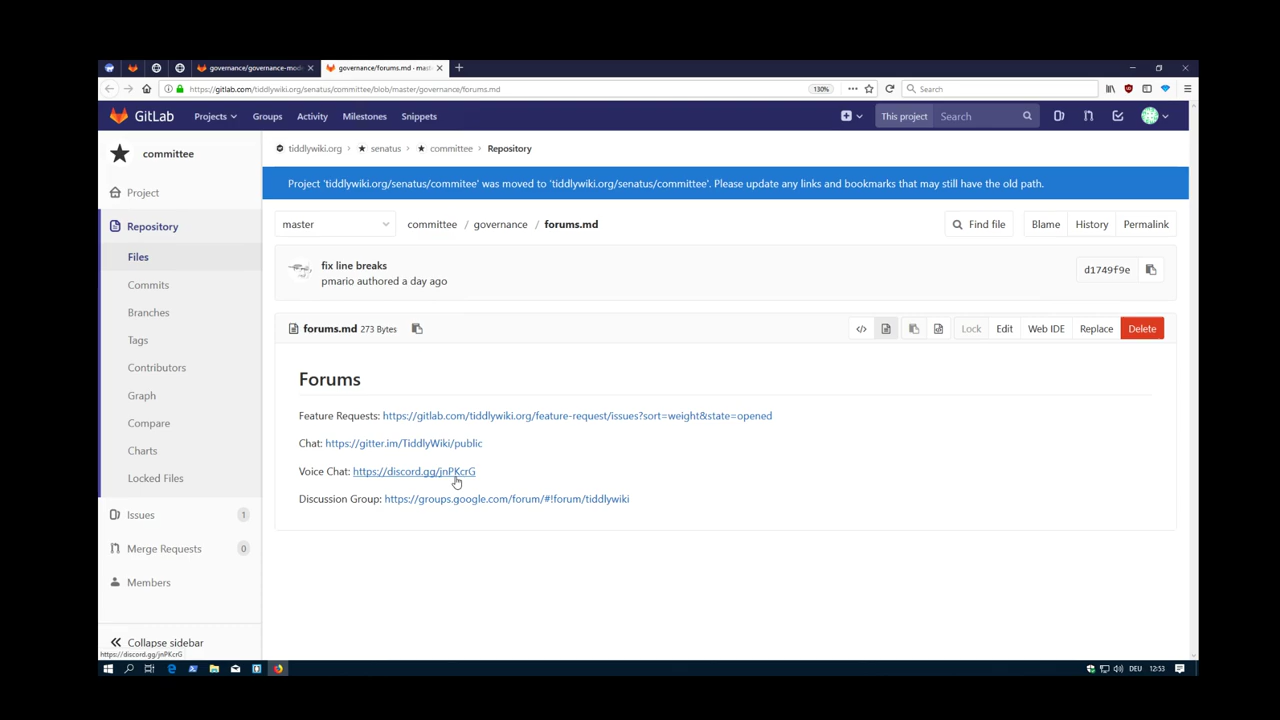 governance/governance-mod
governance/forums.md · mas
https://gitlab.com/tiddlywiki.org/senatus/committee/blob/master/governance/forums.md
130%
Search
GitLab
Projects
Groups
Activity
Milestones
Snippets
This project
Search
committee
tiddlywiki.org > senatus > committee > Repository
Project 'tiddlywiki.org/senatus/commitee' was moved to 'tiddlywiki.org/senatus/committee'. Please update any links and bookmarks that may still have the old path.
Project
Repository
Files
Commits
Branches
Tags
Contributors
Graph
Compare
Charts
Locked Files
Issues
1
Merge Requests
0
Members
Collapse sidebar
https://discord.gg/jnPKcrG
master
committee / governance / forums.md
Find file
Blame
History
Permalink
fix line breaks
pmario authored a day ago
d1749f9e
forums.md 273 Bytes
</>
Lock
Edit
Web IDE
Replace
Delete
Forums
Feature Requests: https://gitlab.com/tiddlywiki.org/feature-request/issues?sort=weight&state=opened
Chat: https://gitter.im/TiddlyWiki/public
Voice Chat: https://discord.gg/jnPKcrG
Discussion Group: https://groups.google.com/forum/#!forum/tiddlywiki
DEU
12:53